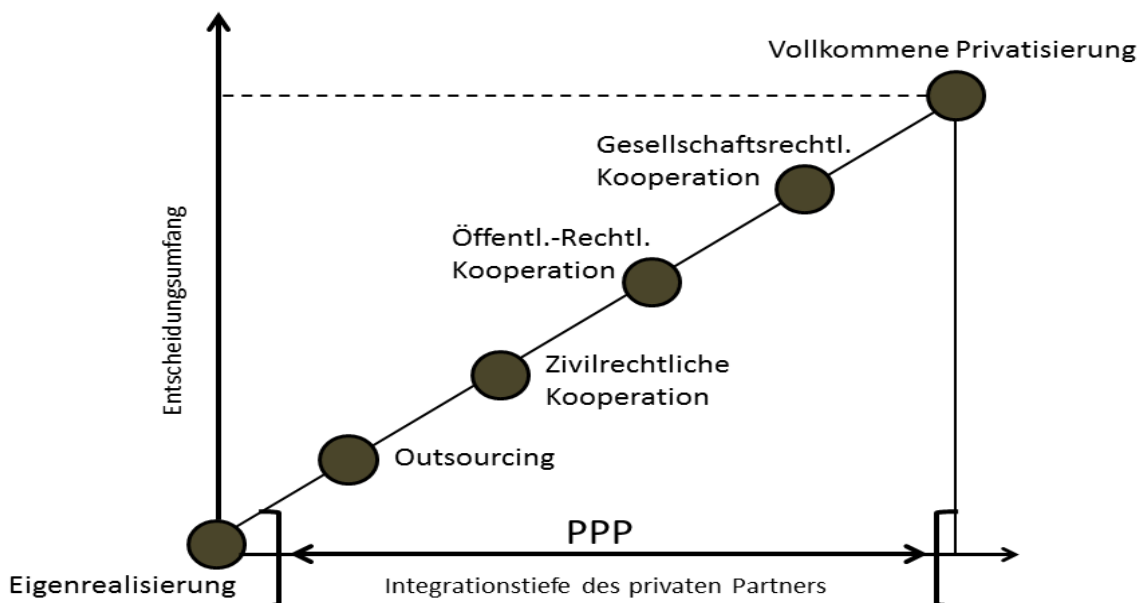 Vollkommene Privatisierung
Gesellschaftsrechtl.
Kooperation
Öffentl.-Rechtl.
Kooperation
Entscheidungsumfang
Zivilrechtliche
Kooperation
Outsourcing
PPP
Eigenrealisierung
Integrationstiefe des privaten Partners